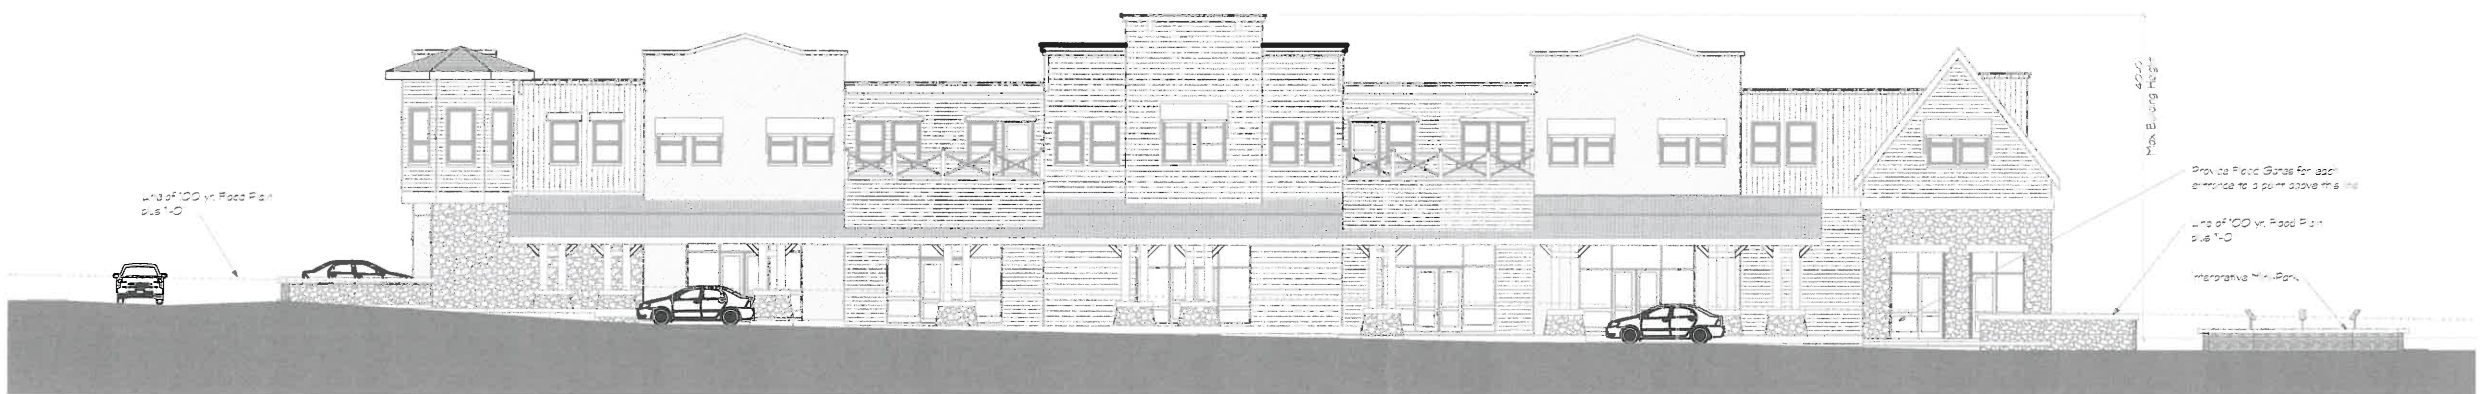 Line of 100 yr. Flood Plain
plus 1'-0
40'-0
Max Building Height
Provide Flood Gates for each
entrance to a point above this line
Line of 100 yr. Flood Plain
plus 1'-0
Interpretive Mini-Park